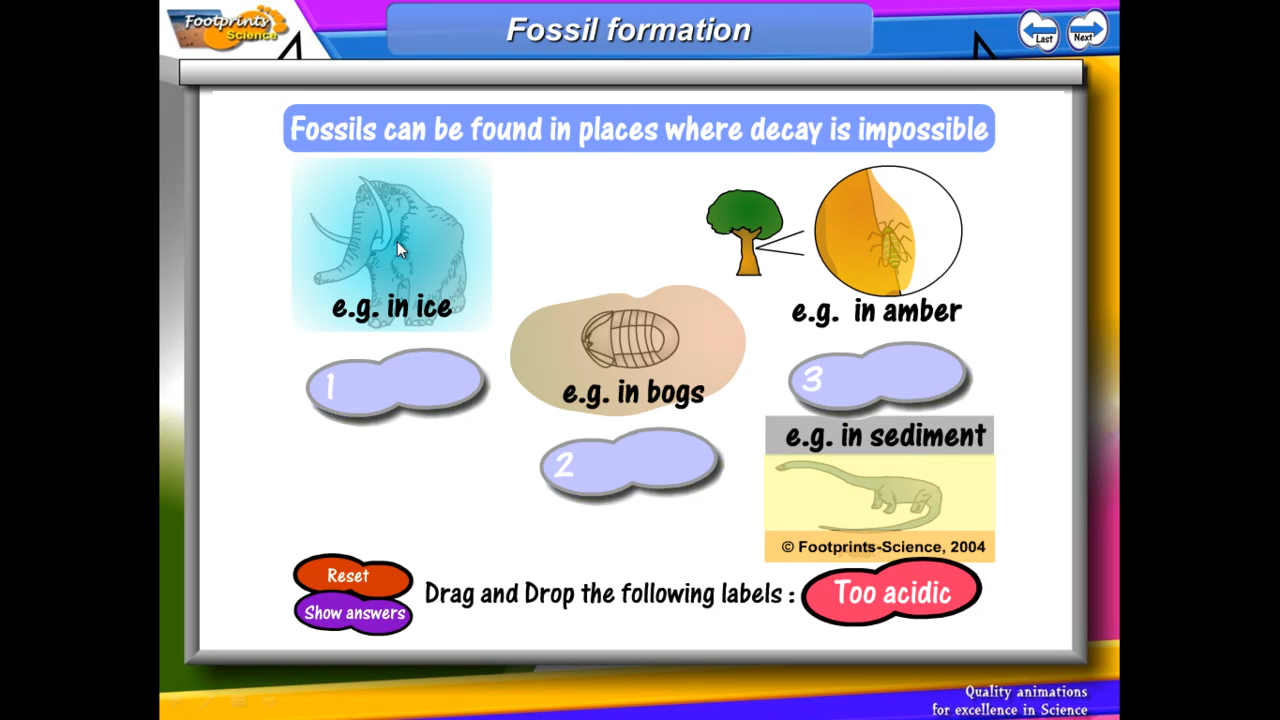 Footprints
Science
Fossil formation
Last
Next
Fossils can be found in places where decay is impossible
e.g. in ice
e.g. in amber
1
e.g. in bogs
3
e.g. in sediment
2
© Footprints-Science, 2004
Reset
Show answers
Drag and Drop the following labels :
Too acidic
Quality animations
for excellence in Science